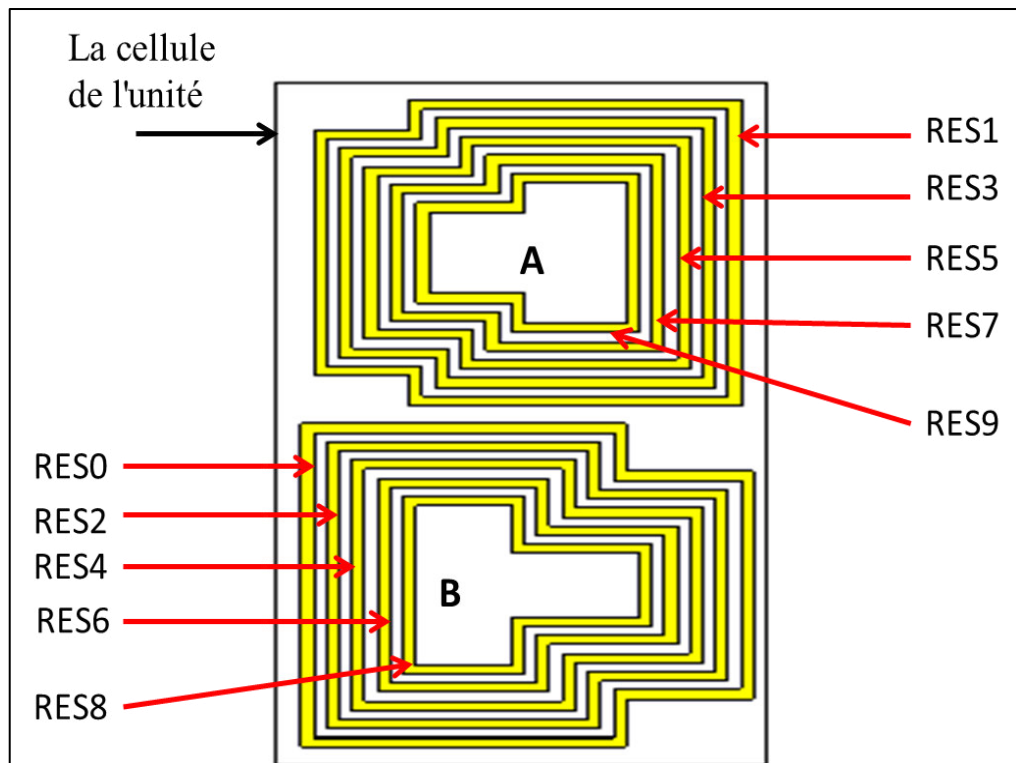 La cellule
de l'unité
RES1
RES3
RES5
RES7
RES9
A
RES0
RES2
RES4
RES6
RES8
B